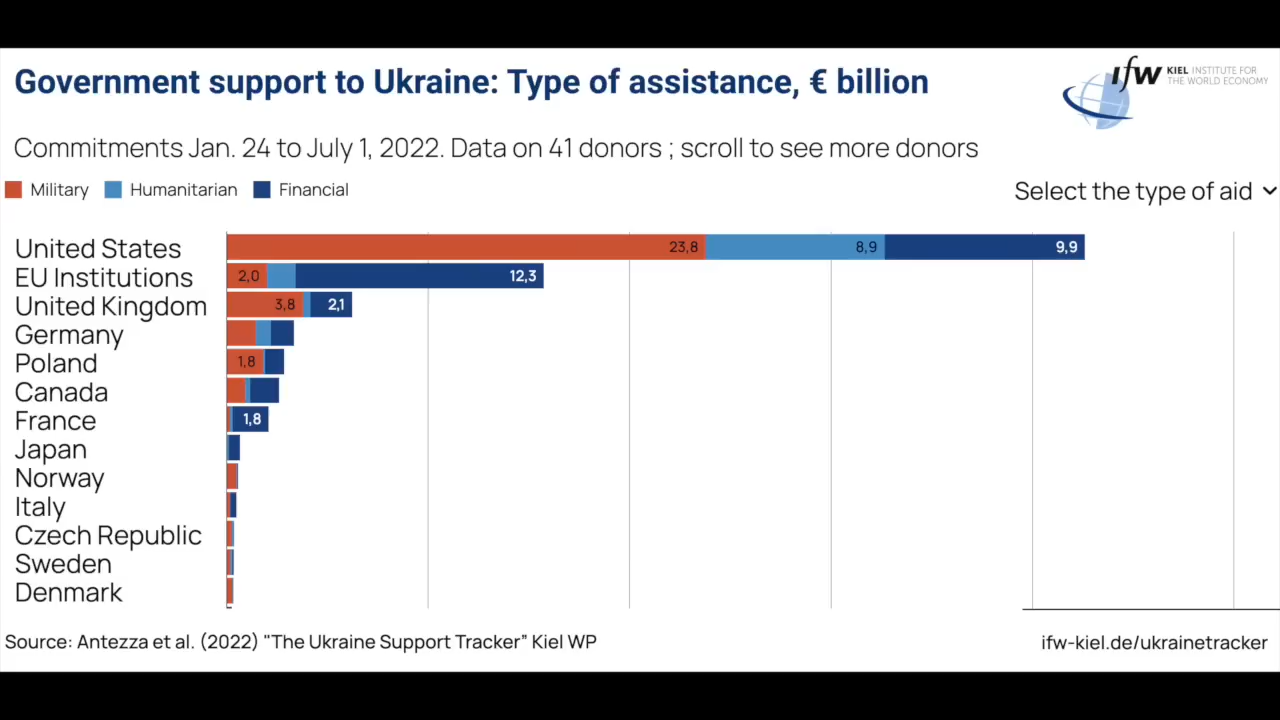 Government support to Ukraine: Type of assistance, € billion
ifW KIEL INSTITUTE FOR
THE WORLD ECONOMY
Commitments Jan. 24 to July 1, 2022. Data on 41 donors ; scroll to see more donors
Military Humanitarian Financial
Select the type of aid
United States 23,8 8,9 9,9
EU Institutions 2,0 12,3
United Kingdom 3,8 2,1
Germany
Poland 1,8
Canada
France 1,8
Japan
Norway
Italy
Czech Republic
Sweden
Denmark
Source: Antezza et al. (2022) "The Ukraine Support Tracker” Kiel WP
ifw-kiel.de/ukrainetracker